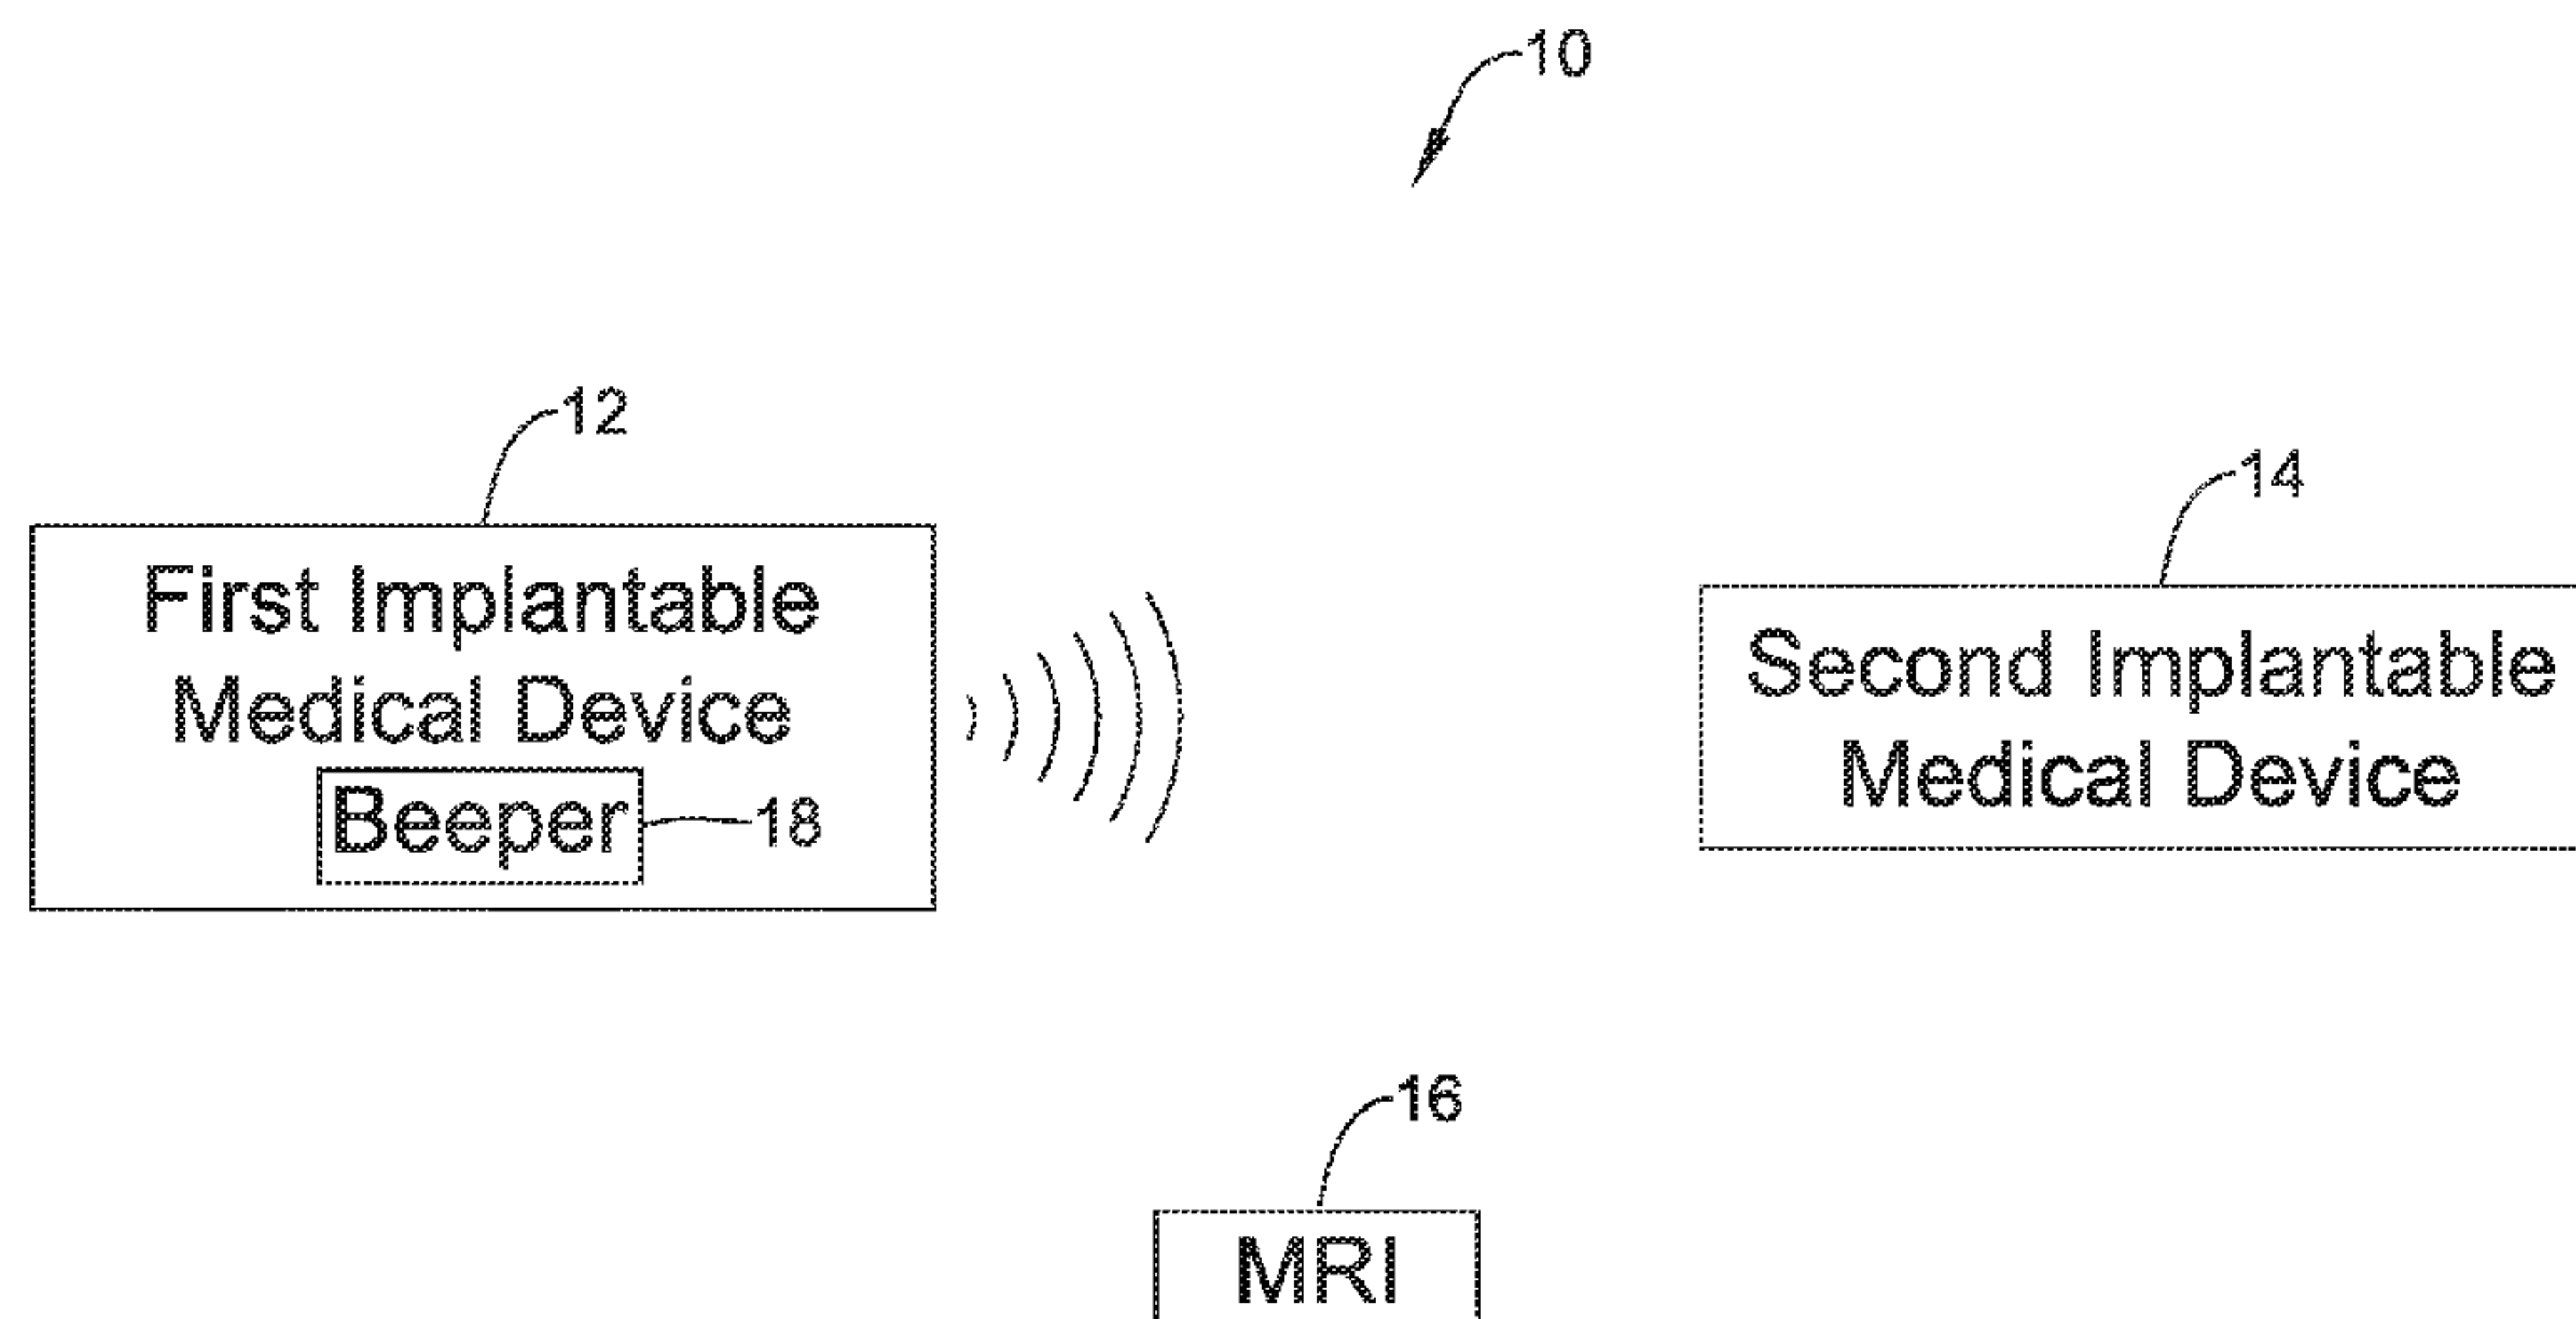 10
12
14
First Implantable
Medical Device
Beeper
18
Second Implantable
Medical Device
16
MRI